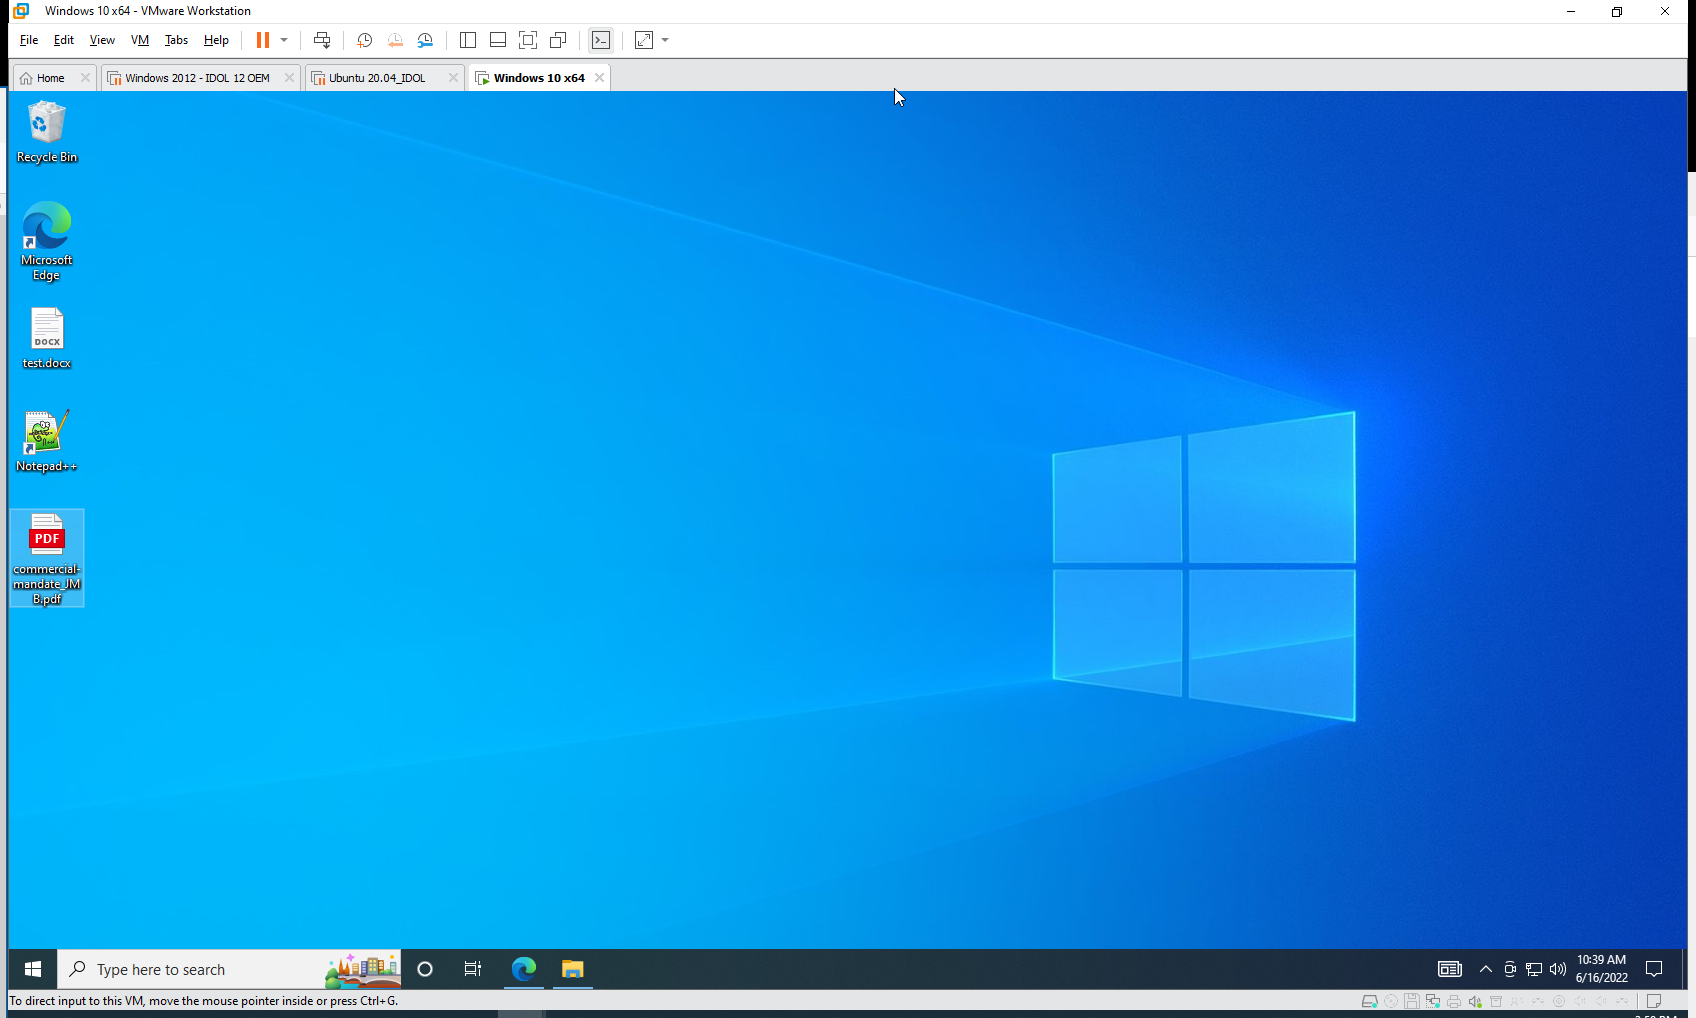 Windows 10 x64 - VMware Workstation
File Edit View VM Tabs Help
Home Windows 2012 - IDOL 12 OEM Ubuntu 20.04_IDOL Windows 10 x64
Recycle Bin
Microsoft
Edge
DOCX
test.docx
Notepad++
PDF
commercial-
mandate_JM
B.pdf
Type here to search
10:39 AM
6/16/2022
To direct input to this VM, move the mouse pointer inside or press Ctrl+G.